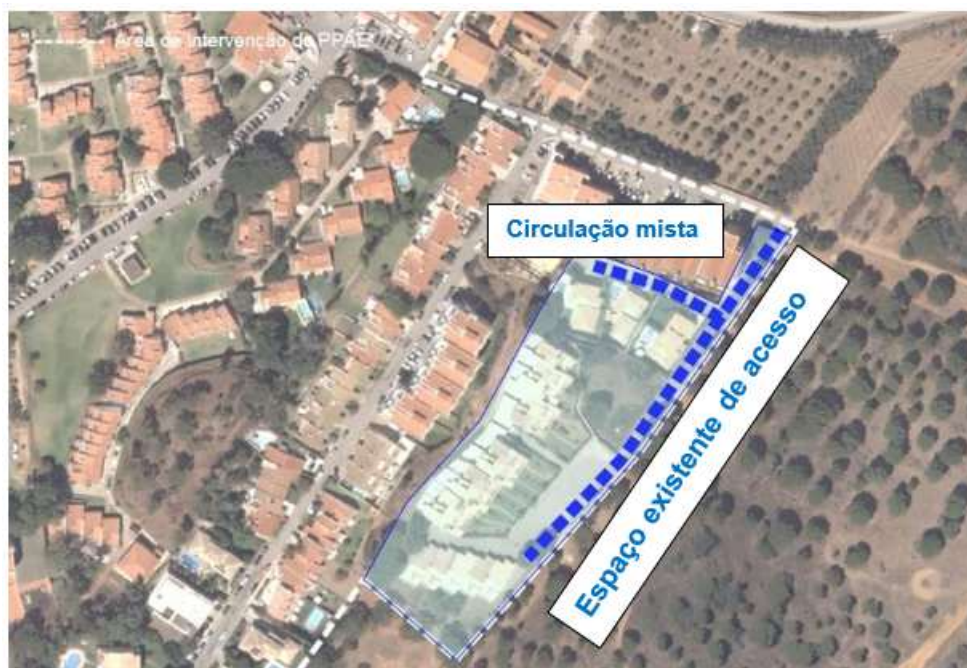 Área de Intervenção do PPAE
Circulação mista
Espaço existente de acesso